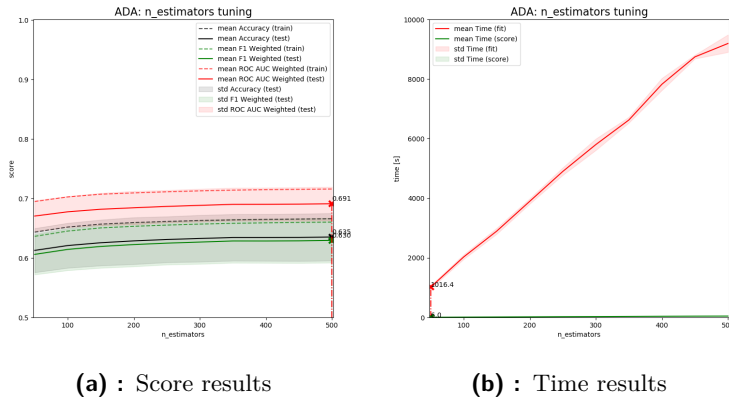 ADA: n_estimators tuning
mean Accuracy (train)
mean Accuracy (test)
mean F1 Weighted (train)
mean F1 Weighted (test)
mean ROC AUC Weighted (train)
mean ROC AUC Weighted (test)
std Accuracy (test)
std F1 Weighted (test)
std ROC AUC Weighted (test)
1.0
0.9
0.8
0.7
0.6
0.5
score
0.691
0.635
0.630
100
200
300
400
500
n_estimators
(a) : Score results
ADA: n_estimators tuning
mean Time (fit)
mean Time (score)
std Time (fit)
std Time (score)
10000
8000
6000
4000
2000
0
time [s]
1016.4
100
200
300
400
500
n_estimators
(b) : Time results